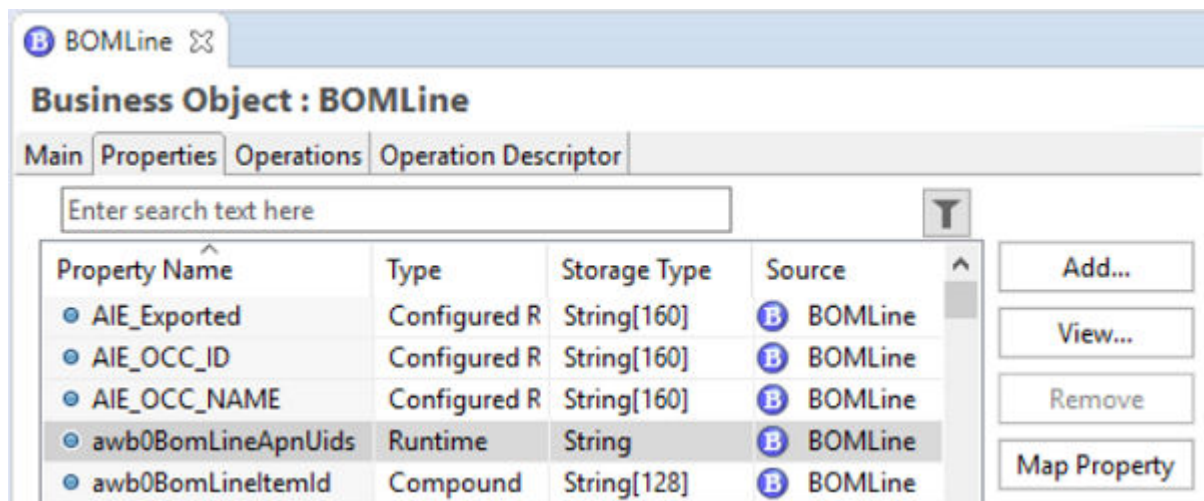 BOMLine
Business Object : BOMLine
Main Properties Operations Operation Descriptor
Enter search text here
Property Name Type Storage Type Source Add...
AIE_Exported Configured R String[160] BOMLine
AIE_OCC_ID Configured R String[160] BOMLine View...
AIE_OCC_NAME Configured R String[160] BOMLine Remove
awb0BomLineApnUids Runtime String BOMLine
awb0BomLineItemId Compound String[128] BOMLine Map Property